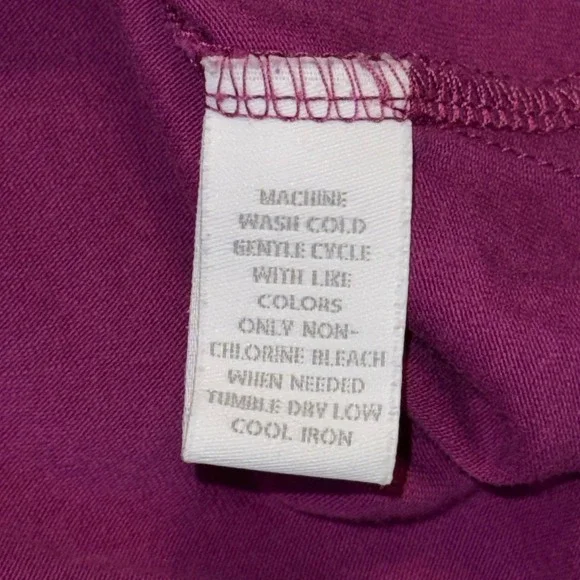 MACHINE
WASH COLD
GENTLE CYCLE
WITH LIKE
COLORS
ONLY NON-
CHLORINE BLEACH
WHEN NEEDED
TUMBLE DRY LOW
COOL IRON